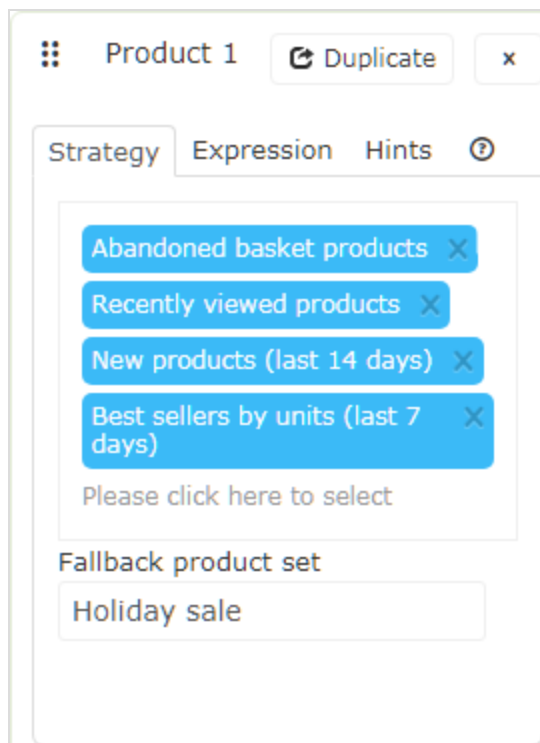 Product 1 Duplicate x
Strategy Expression Hints ?
Abandoned basket products X
Recently viewed products X
New products (last 14 days) X
Best sellers by units (last 7 X
days)
Please click here to select
Fallback product set
Holiday sale